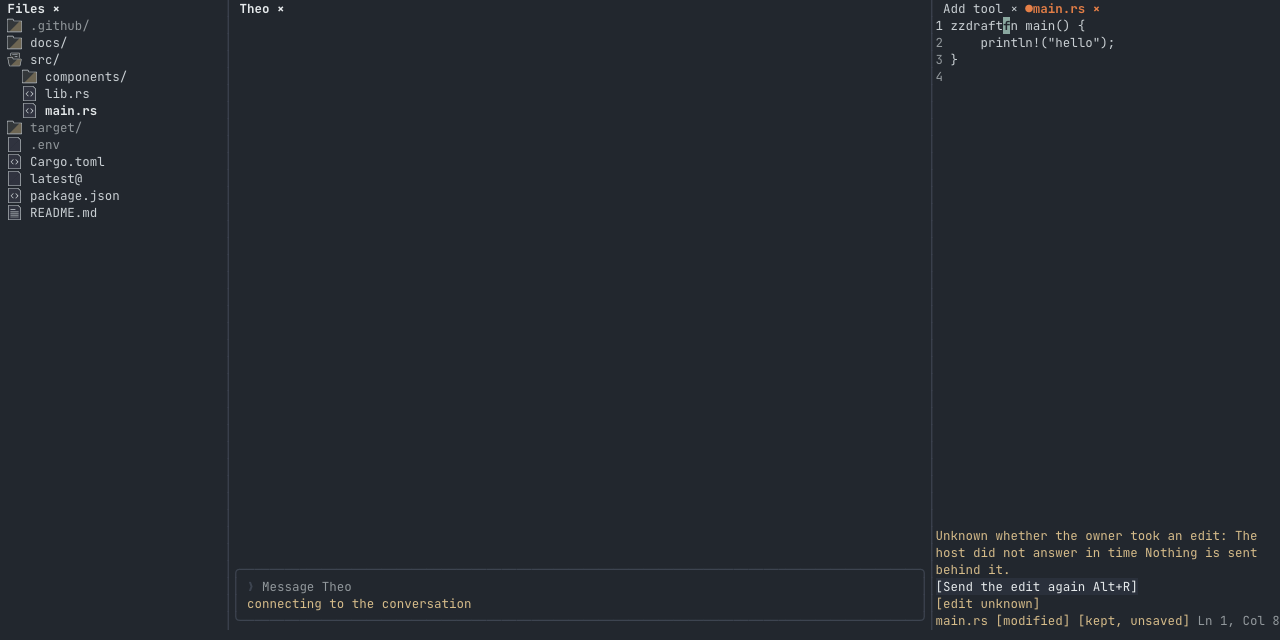 Files ×
.github/
docs/
src/
components/
lib.rs
main.rs
target/
.env
Cargo.toml
latest@
package.json
README.md
Theo ×
) Message Theo
connecting to the conversation
Add tool × ●main.rs ×
1 zzdraftfn main() {
2     println!("hello");
3 }
4
Unknown whether the owner took an edit: The
host did not answer in time Nothing is sent
behind it.
[Send the edit again Alt+R]
[edit unknown]
main.rs [modified] [kept, unsaved] Ln 1, Col 8